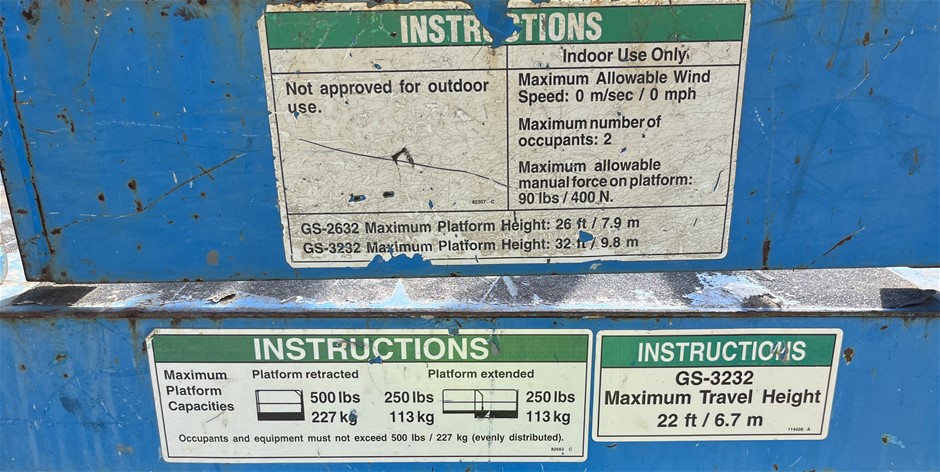 INSTRUCTIONS
Indoor Use Only.
Not approved for outdoor
use.
Maximum Allowable Wind
Speed: 0 m/sec / 0 mph
Maximum number of
occupants: 2
Maximum allowable
manual force on platform:
90 lbs / 400 N.
82307 C
GS-2632 Maximum Platform Height: 26 ft / 7.9 m
GS-3232 Maximum Platform Height: 32 ft / 9.8 m
INSTRUCTIONS
Maximum
Platform
Capacities
Platform retracted
500 lbs
227 kg
Platform extended
250 lbs
113 kg
250 lbs
113 kg
Occupants and equipment must not exceed 500 lbs / 227 kg (evenly distributed).
82563 C
INSTRUCTIONS
GS-3232
Maximum Travel Height
22 ft / 6.7 m
114428 A